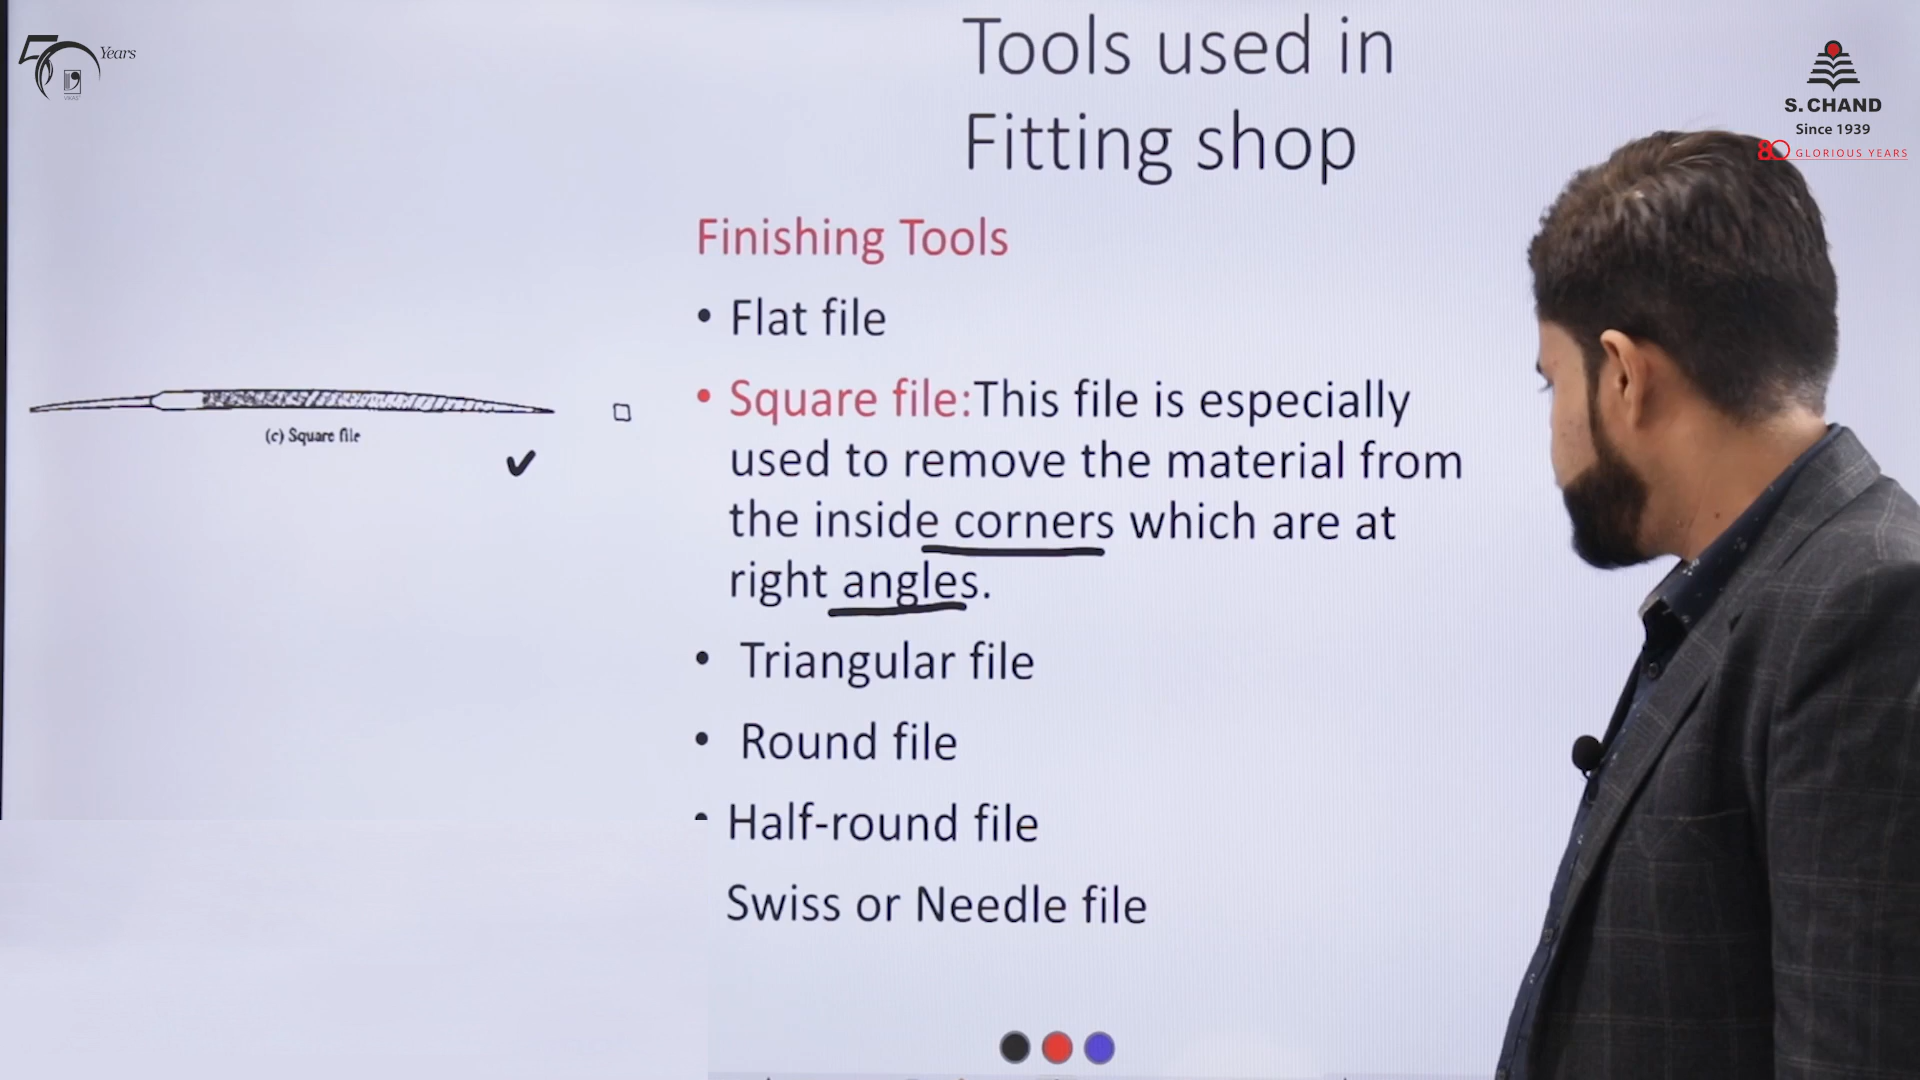 50 Years
VIKAS
S. CHAND
Since 1939
80 GLORIOUS YEARS
Tools used in
Fitting shop
Finishing Tools
• Flat file
• Square file:This file is especially
used to remove the material from
the inside corners which are at
right angles.
• Triangular file
• Round file
• Half-round file
Swiss or Needle file
(c) Square file